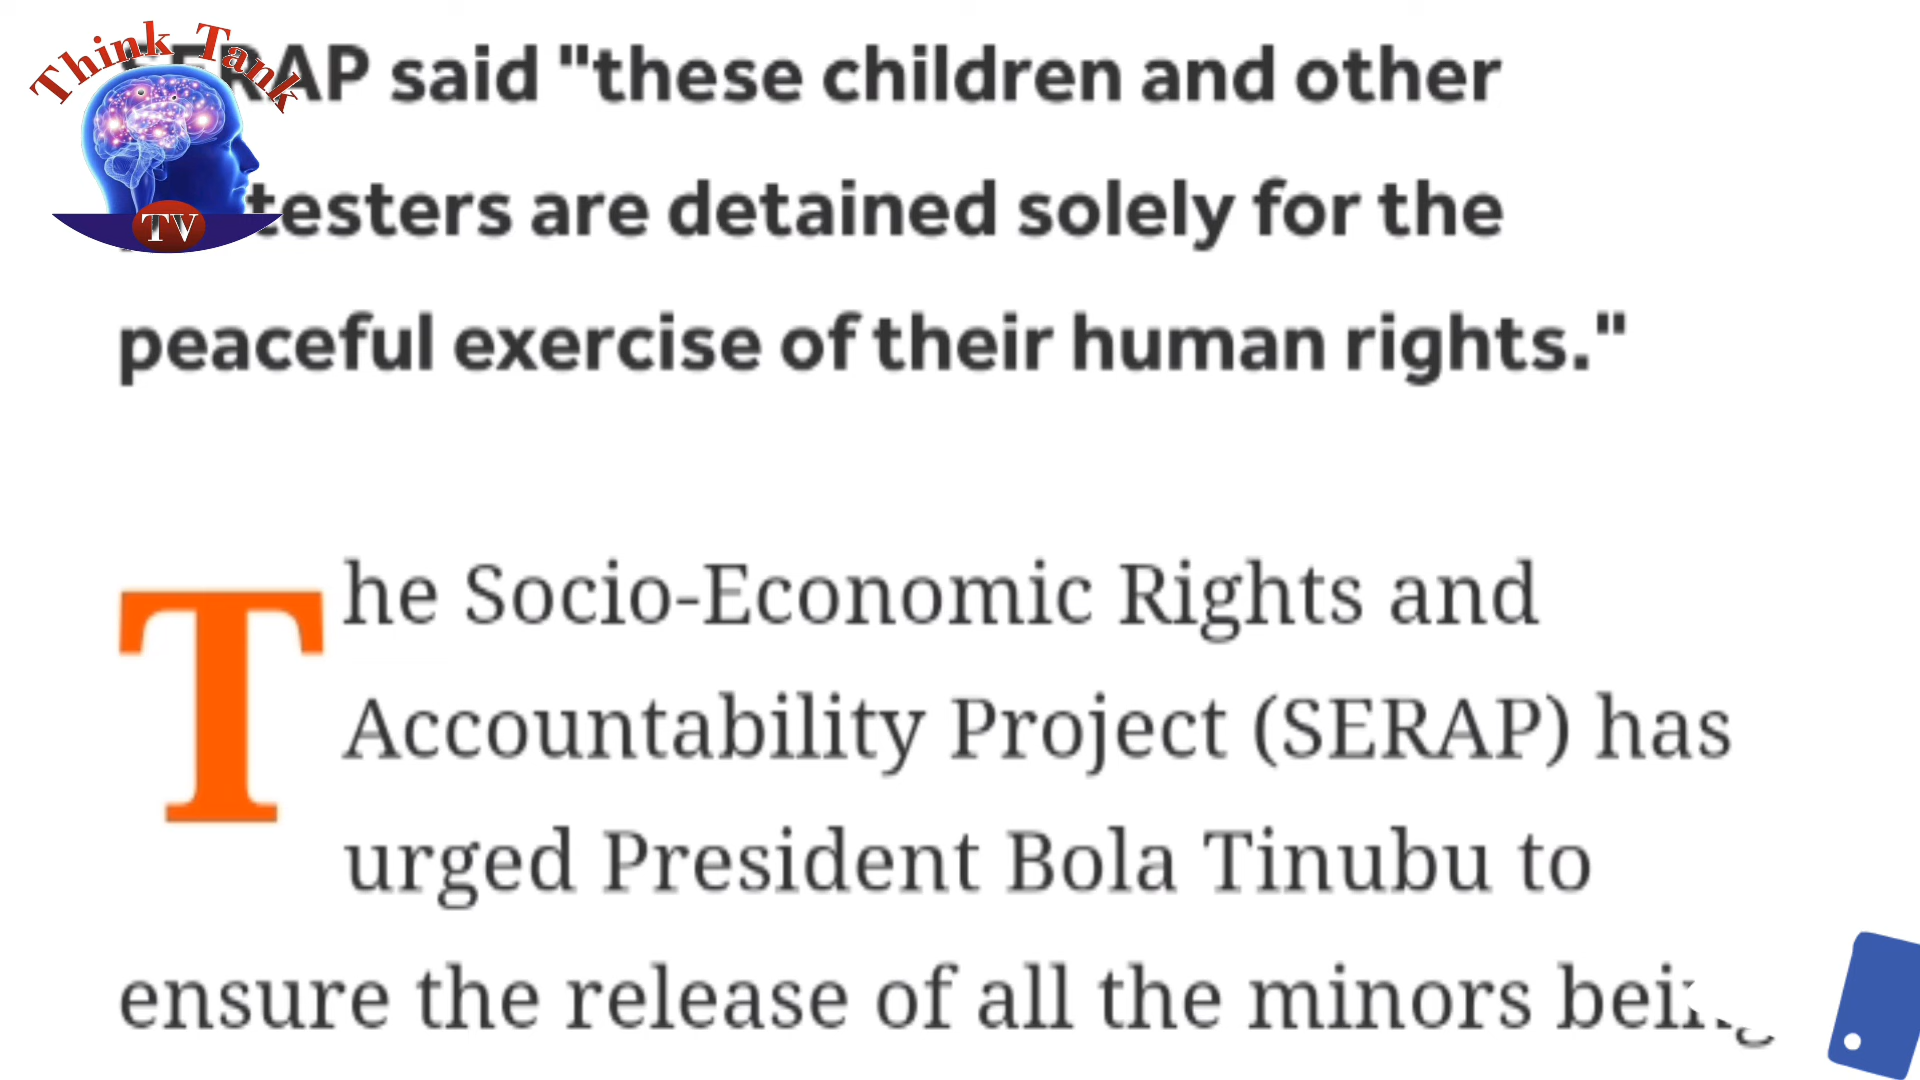 Think Tank
TV
SERAP said "these children and other
testers are detained solely for the
peaceful exercise of their human rights."
The Socio-Economic Rights and
Accountability Project (SERAP) has
urged President Bola Tinubu to
ensure the release of all the minors being